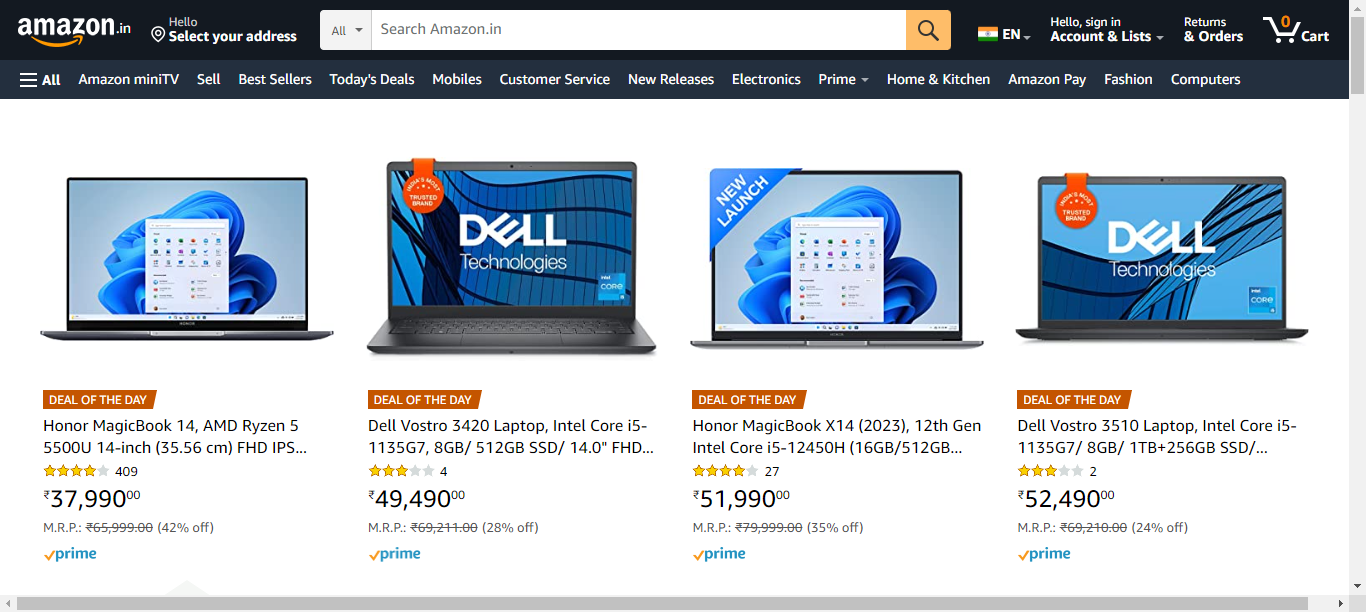 amazon.in
Hello
Select your address
All
Search Amazon.in
EN
Hello, sign in
Account & Lists
Returns
& Orders
0
Cart
All
Amazon miniTV
Sell
Best Sellers
Today's Deals
Mobiles
Customer Service
New Releases
Electronics
Prime
Home & Kitchen
Amazon Pay
Fashion
Computers
HONOR
INDIA'S MOST
TRUSTED
BRAND
DELL
Technologies
intel
CORE
i5
NEW
LAUNCH
HONOR
INDIA'S MOST
TRUSTED
BRAND
DELL
Technologies
intel
CORE
i5
DEAL OF THE DAY
Honor MagicBook 14, AMD Ryzen 5
5500U 14-inch (35.56 cm) FHD IPS...
409
₹37,99000
M.R.P.: ₹65,999.00 (42% off)
prime
DEAL OF THE DAY
Dell Vostro 3420 Laptop, Intel Core i5-
1135G7, 8GB/ 512GB SSD/ 14.0" FHD...
4
₹49,49000
M.R.P.: ₹69,211.00 (28% off)
prime
DEAL OF THE DAY
Honor MagicBook X14 (2023), 12th Gen
Intel Core i5-12450H (16GB/512GB...
27
₹51,99000
M.R.P.: ₹79,999.00 (35% off)
prime
DEAL OF THE DAY
Dell Vostro 3510 Laptop, Intel Core i5-
1135G7/ 8GB/ 1TB+256GB SSD/...
2
₹52,49000
M.R.P.: ₹69,210.00 (24% off)
prime